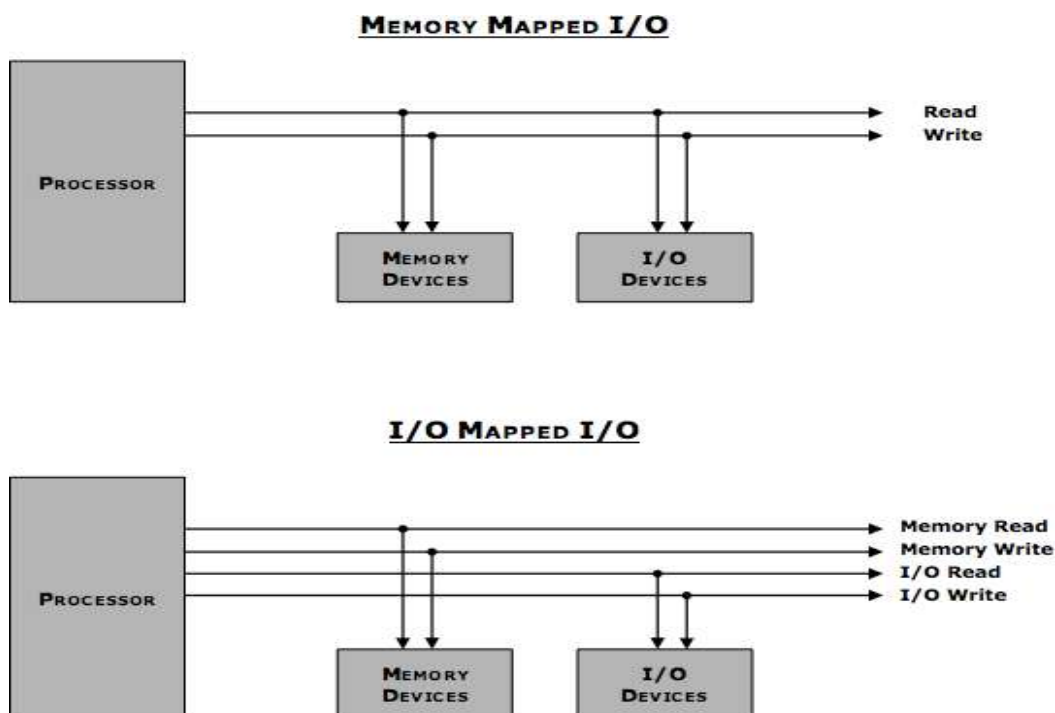 MEMORY MAPPED I/O
Read
Write
PROCESSOR
MEMORY
DEVICES
I/O
DEVICES
I/O MAPPED I/O
Memory Read
Memory Write
I/O Read
I/O Write
PROCESSOR
MEMORY
DEVICES
I/O
DEVICES